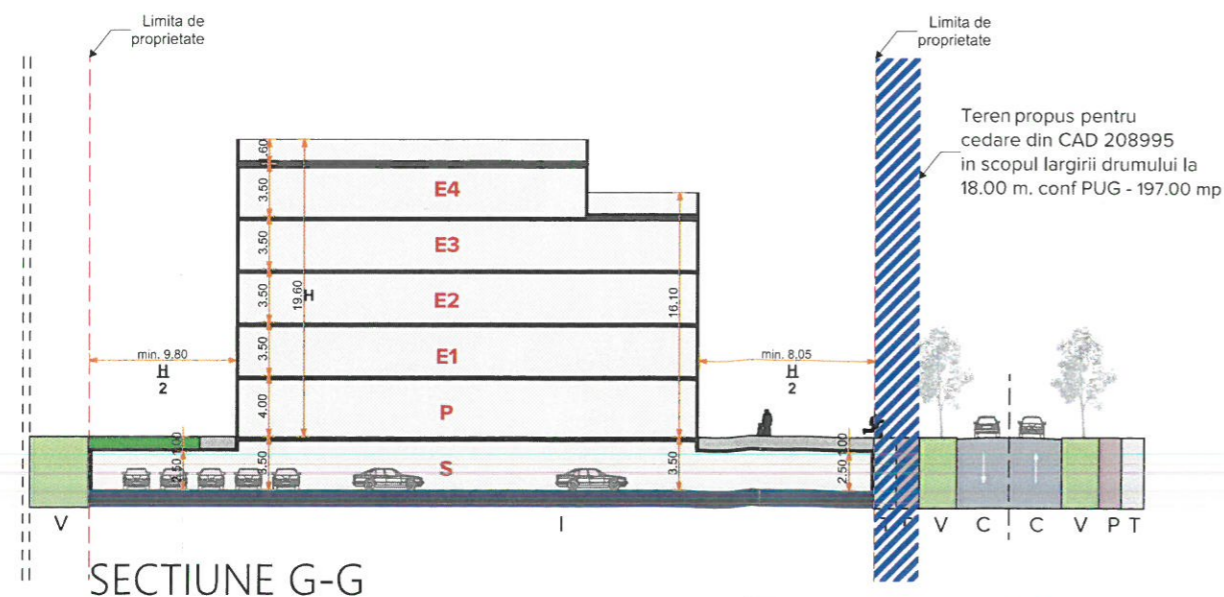 Limita de
proprietate
Limita de
proprietate
Teren propus pentru
cedare din CAD 208995
in scopul largirii drumului la
18.00 m. conf PUG - 197.00 mp
1.60
3.50
E4
3.50
E3
3.50
19.60
H
E2
16.10
3.50
E1
min. 9,80
H
2
min. 8,05
H
2
4.00
P
1.00
2.50
3.50
S
3.50
1.00
2.50
V
I
V
C
C
V
P
T
SECTIUNE G-G